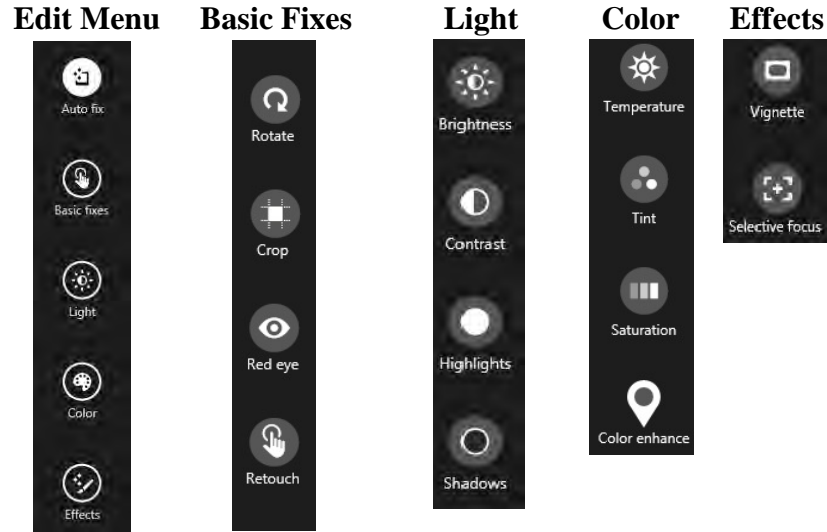 Edit Menu
Auto fix
Basic fixes
Light
Color
Effects
Basic Fixes
Rotate
Crop
Red eye
Retouch
Light
Brightness
Contrast
Highlights
Shadows
Color
Temperature
Tint
Saturation
Color enhance
Effects
Vignette
Selective focus